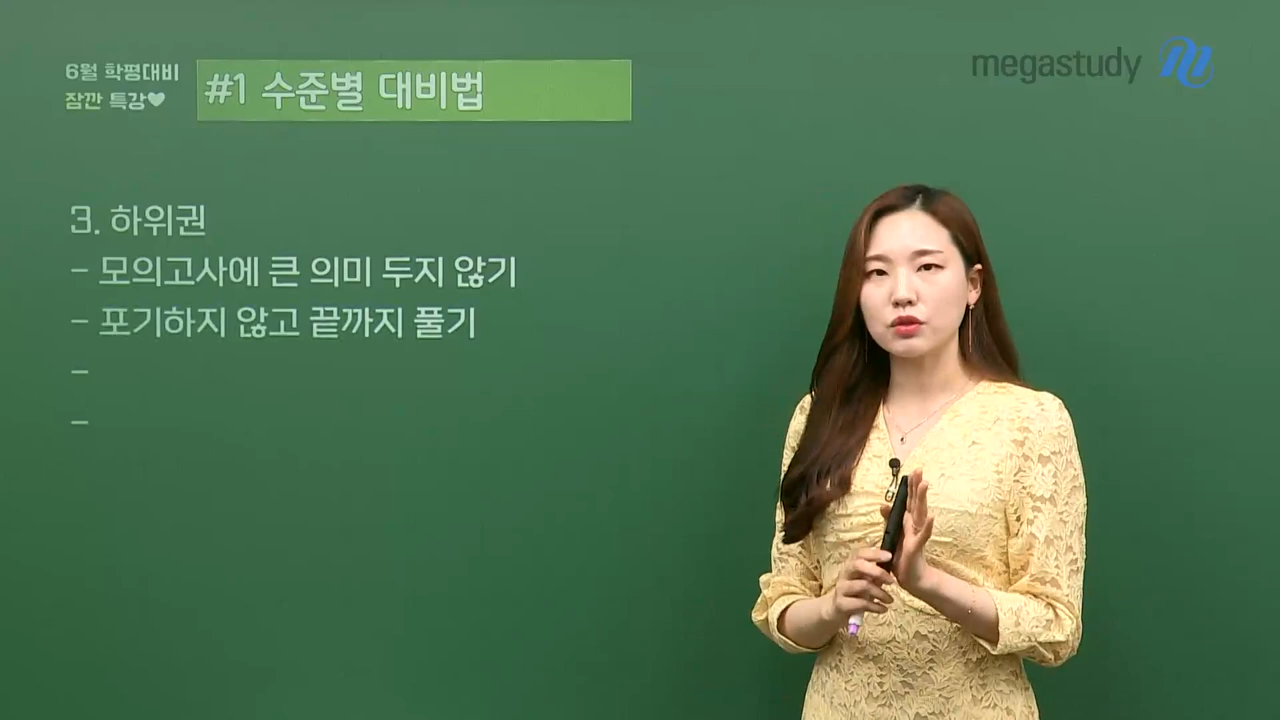 6월 학평대비
잠깐 특강♥
#1 수준별 대비법
megastudy
3. 하위권
- 모의고사에 큰 의미 두지 않기
- 포기하지 않고 끝까지 풀기
-
-